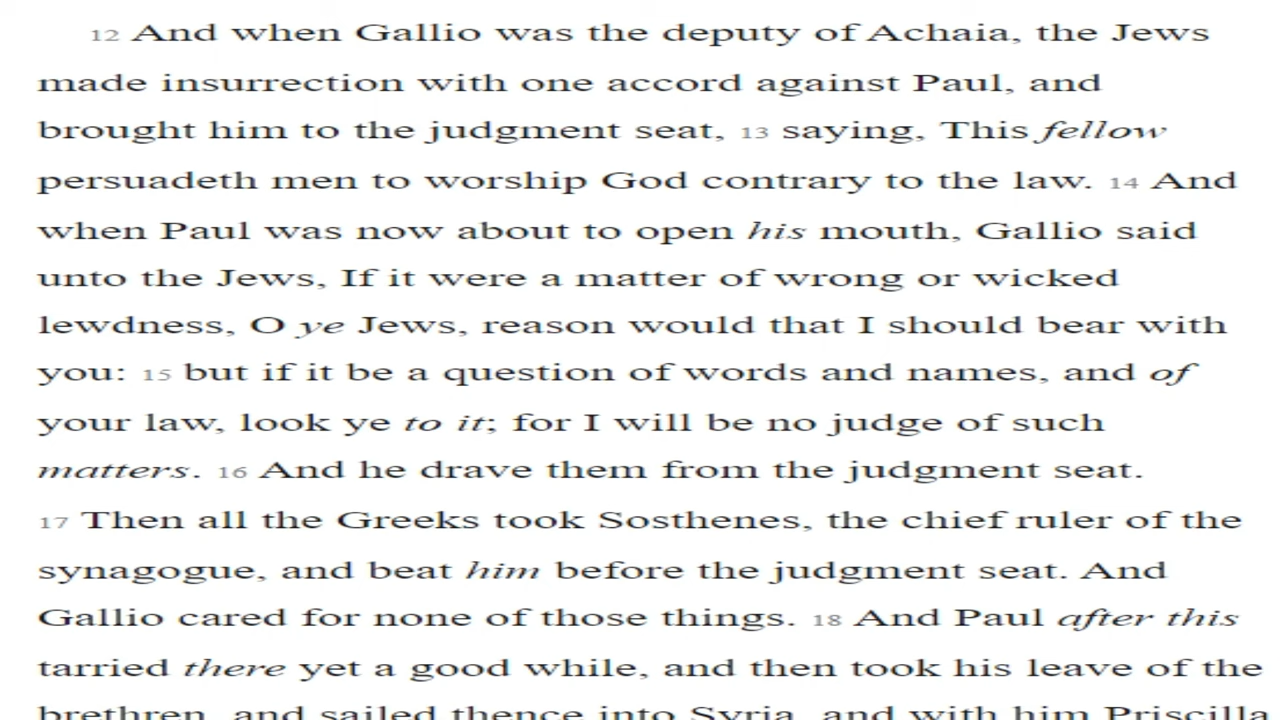 12 And when Gallio was the deputy of Achaia, the Jews
made insurrection with one accord against Paul, and
brought him to the judgment seat, 13 saying, This fellow
persuadeth men to worship God contrary to the law. 14 And
when Paul was now about to open his mouth, Gallio said
unto the Jews, If it were a matter of wrong or wicked
lewdness, O ye Jews, reason would that I should bear with
you: 15 but if it be a question of words and names, and of
your law, look ye to it; for I will be no judge of such
matters. 16 And he drave them from the judgment seat.
17 Then all the Greeks took Sosthenes, the chief ruler of the
synagogue, and beat him before the judgment seat. And
Gallio cared for none of those things. 18 And Paul after this
tarried there yet a good while, and then took his leave of the
brethren, and sailed thence into Syria, and with him Priscilla